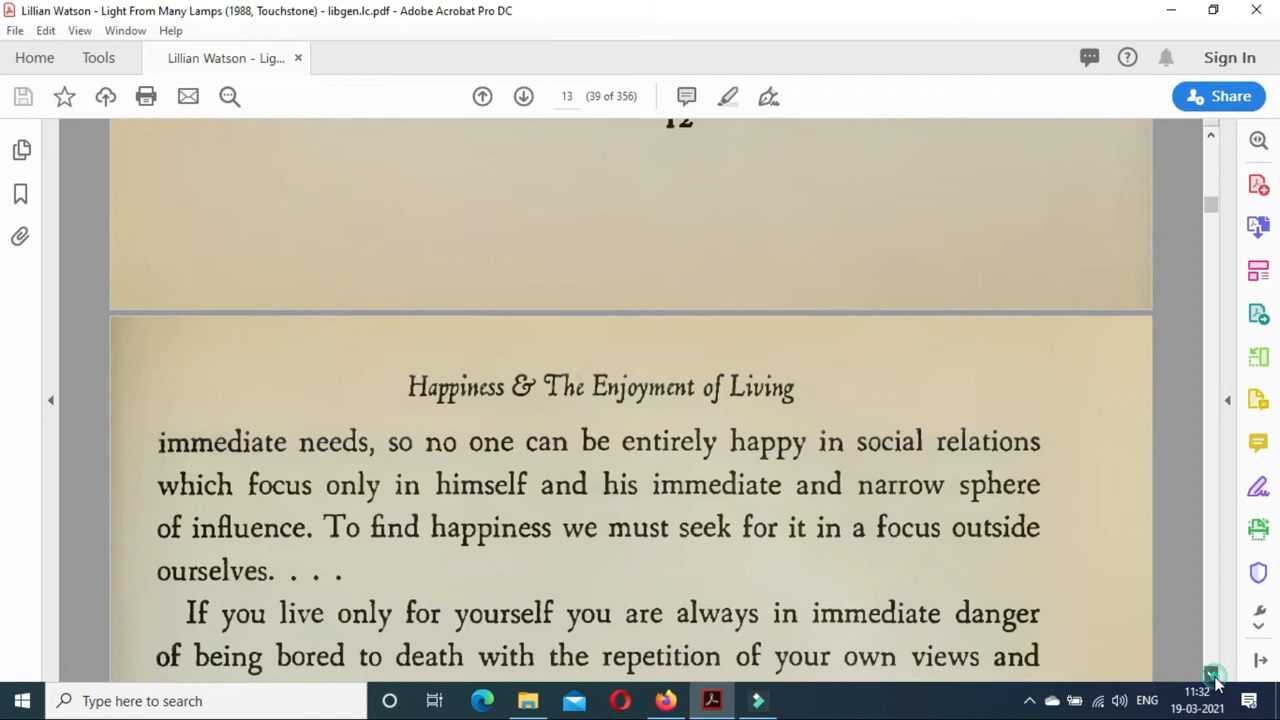 Lillian Watson - Light From Many Lamps (1988, Touchstone) - libgen.lc.pdf - Adobe Acrobat Pro DC
File Edit View Window Help
Home Tools Lillian Watson - Lig... Sign In
13 (39 of 356) Share
12
Happiness & The Enjoyment of Living
immediate needs, so no one can be entirely happy in social relations
which focus only in himself and his immediate and narrow sphere
of influence. To find happiness we must seek for it in a focus outside
ourselves. . . .
If you live only for yourself you are always in immediate danger
of being bored to death with the repetition of your own views and
Type here to search
ENG
11:32
19-03-2021